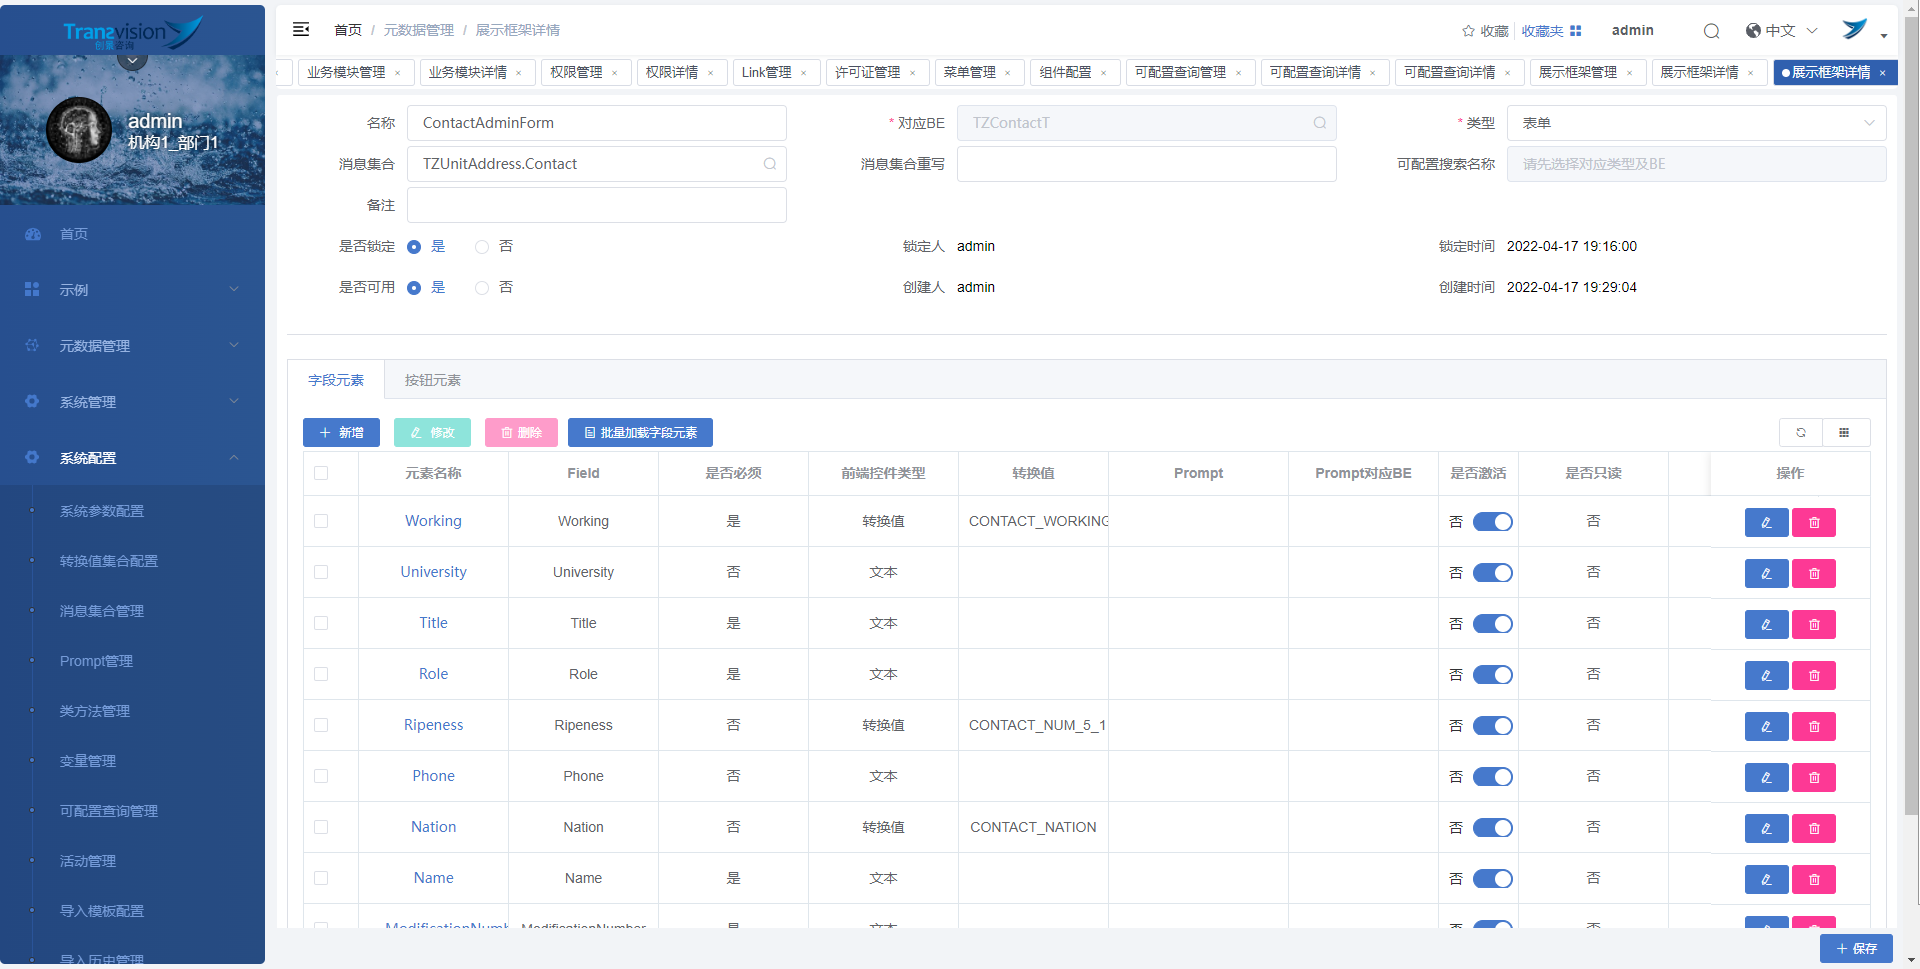 Tranzvision
创景咨询
admin
机构1_部门1
首页
示例
元数据管理
系统管理
系统配置
系统参数配置
转换值集合配置
消息集合管理
Prompt管理
类方法管理
变量管理
可配置查询管理
活动管理
导入模板配置
导入历史管理
首页 / 元数据管理 / 展示框架详情
收藏 收藏夹 admin 中文
业务模块管理 × 业务模块详情 × 权限管理 × 权限详情 × Link管理 × 许可证管理 × 菜单管理 × 组件配置 × 可配置查询管理 × 可配置查询详情 × 可配置查询详情 × 展示框架管理 × 展示框架详情 × 展示框架详情 ×
名称 ContactAdminForm * 对应BE TZContactT * 类型 表单
消息集合 TZUnitAddress.Contact 消息集合重写 可配置搜索名称 请先选择对应类型及BE
备注
是否锁定 是 否 锁定人 admin 锁定时间 2022-04-17 19:16:00
是否可用 是 否 创建人 admin 创建时间 2022-04-17 19:29:04
字段元素 按钮元素
新增 修改 删除 批量加载字段元素
元素名称 Field 是否必须 前端控件类型 转换值 Prompt Prompt对应BE 是否激活 是否只读 操作
Working Working 是 转换值 CONTACT_WORKING 否 否
University University 否 文本 否 否
Title Title 是 文本 否 否
Role Role 是 文本 否 否
Ripeness Ripeness 否 转换值 CONTACT_NUM_5_1 否 否
Phone Phone 否 文本 否 否
Nation Nation 否 转换值 CONTACT_NATION 否 否
Name Name 是 文本 否 否
ModificationNumb ModificationNumber 是 文本 否 否
保存